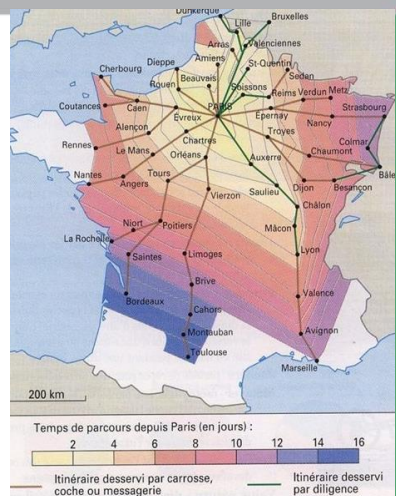 Dunkerque
Bruxelles
Lille
Arras
Valenciennes
Amiens
Dieppe
Cherbourg
St-Quentin
Sedan
Rouen
Beauvais
Soissons
Reims
Verdun
Metz
Coutances
Caen
PARIS
Épernay
Strasbourg
Évreux
Nancy
Alençon
Chartres
Troyes
Rennes
Le Mans
Orléans
Chaumont
Colmar
Auxerre
Bâle
Nantes
Angers
Tours
Vierzon
Saulieu
Dijon
Besançon
Châlon
Niort
Poitiers
Mâcon
La Rochelle
Saintes
Limoges
Lyon
Brive
Bordeaux
Valence
Cahors
Montauban
Avignon
Toulouse
Marseille
200 km
Temps de parcours depuis Paris (en jours) :
2 4 6 8 10 12 14 16
Itinéraire desservi par carrosse,
coche ou messagerie
Itinéraire desservi
par diligence